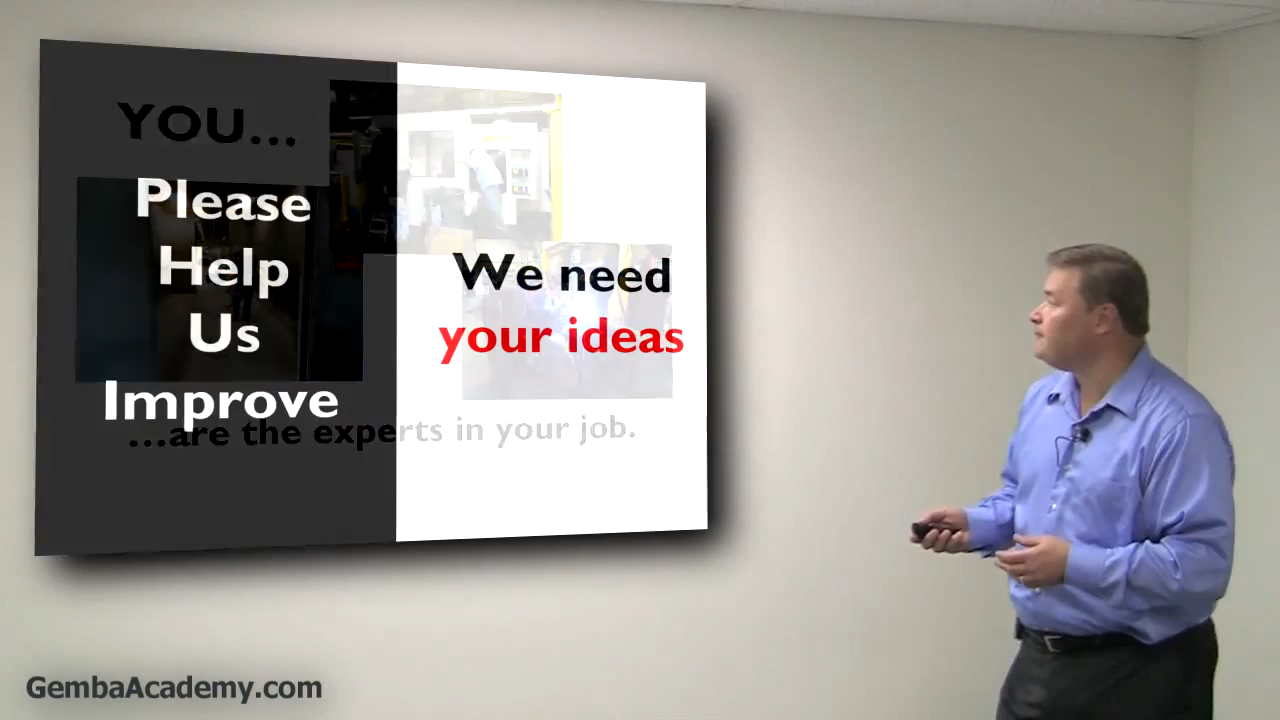 YOU...
Please
Help
Us
Improve
We need
your ideas
...are the experts in your job.
GembaAcademy.com